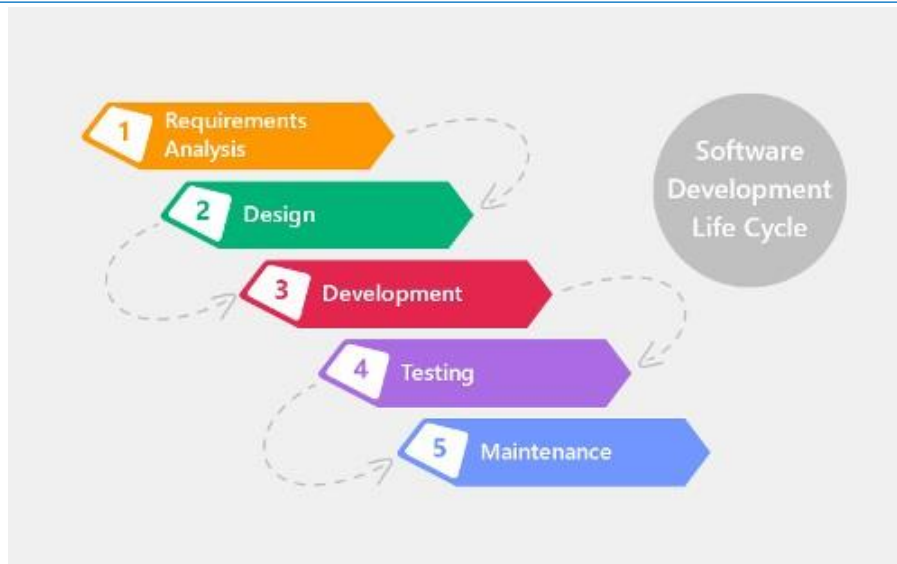 1
Requirements
Analysis
2
Design
3
Development
4
Testing
5
Maintenance
Software
Development
Life Cycle